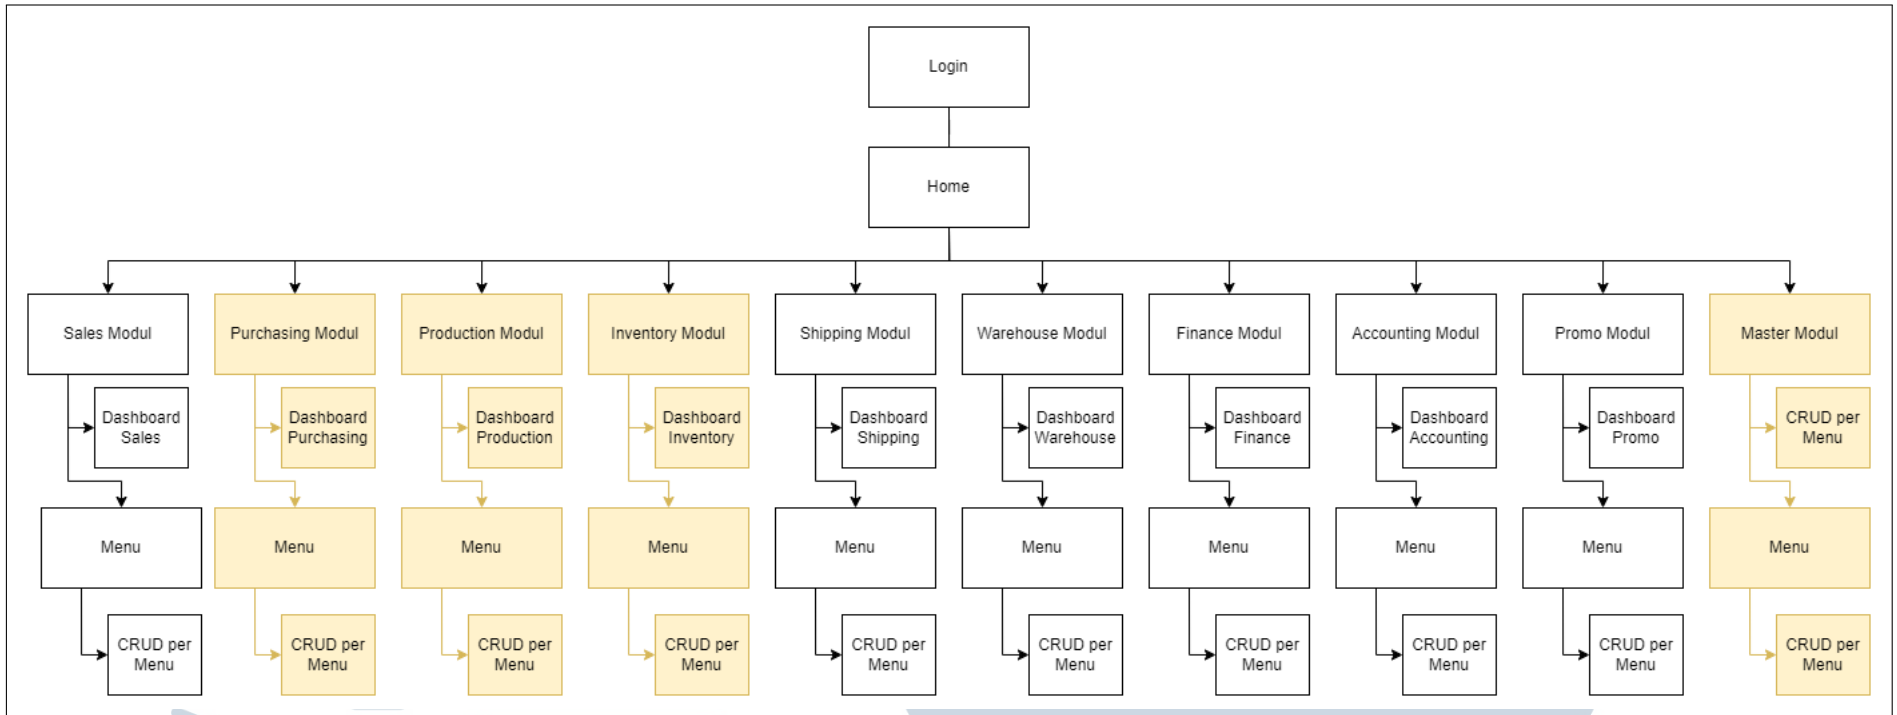 Login
Home
Sales Modul
Purchasing Modul
Production Modul
Inventory Modul
Shipping Modul
Warehouse Modul
Finance Modul
Accounting Modul
Promo Modul
Master Modul
Dashboard
Sales
Dashboard
Purchasing
Dashboard
Production
Dashboard
Inventory
Dashboard
Shipping
Dashboard
Warehouse
Dashboard
Finance
Dashboard
Accounting
Dashboard
Promo
CRUD per
Menu
Menu
Menu
Menu
Menu
Menu
Menu
Menu
Menu
Menu
Menu
CRUD per
Menu
CRUD per
Menu
CRUD per
Menu
CRUD per
Menu
CRUD per
Menu
CRUD per
Menu
CRUD per
Menu
CRUD per
Menu
CRUD per
Menu
CRUD per
Menu